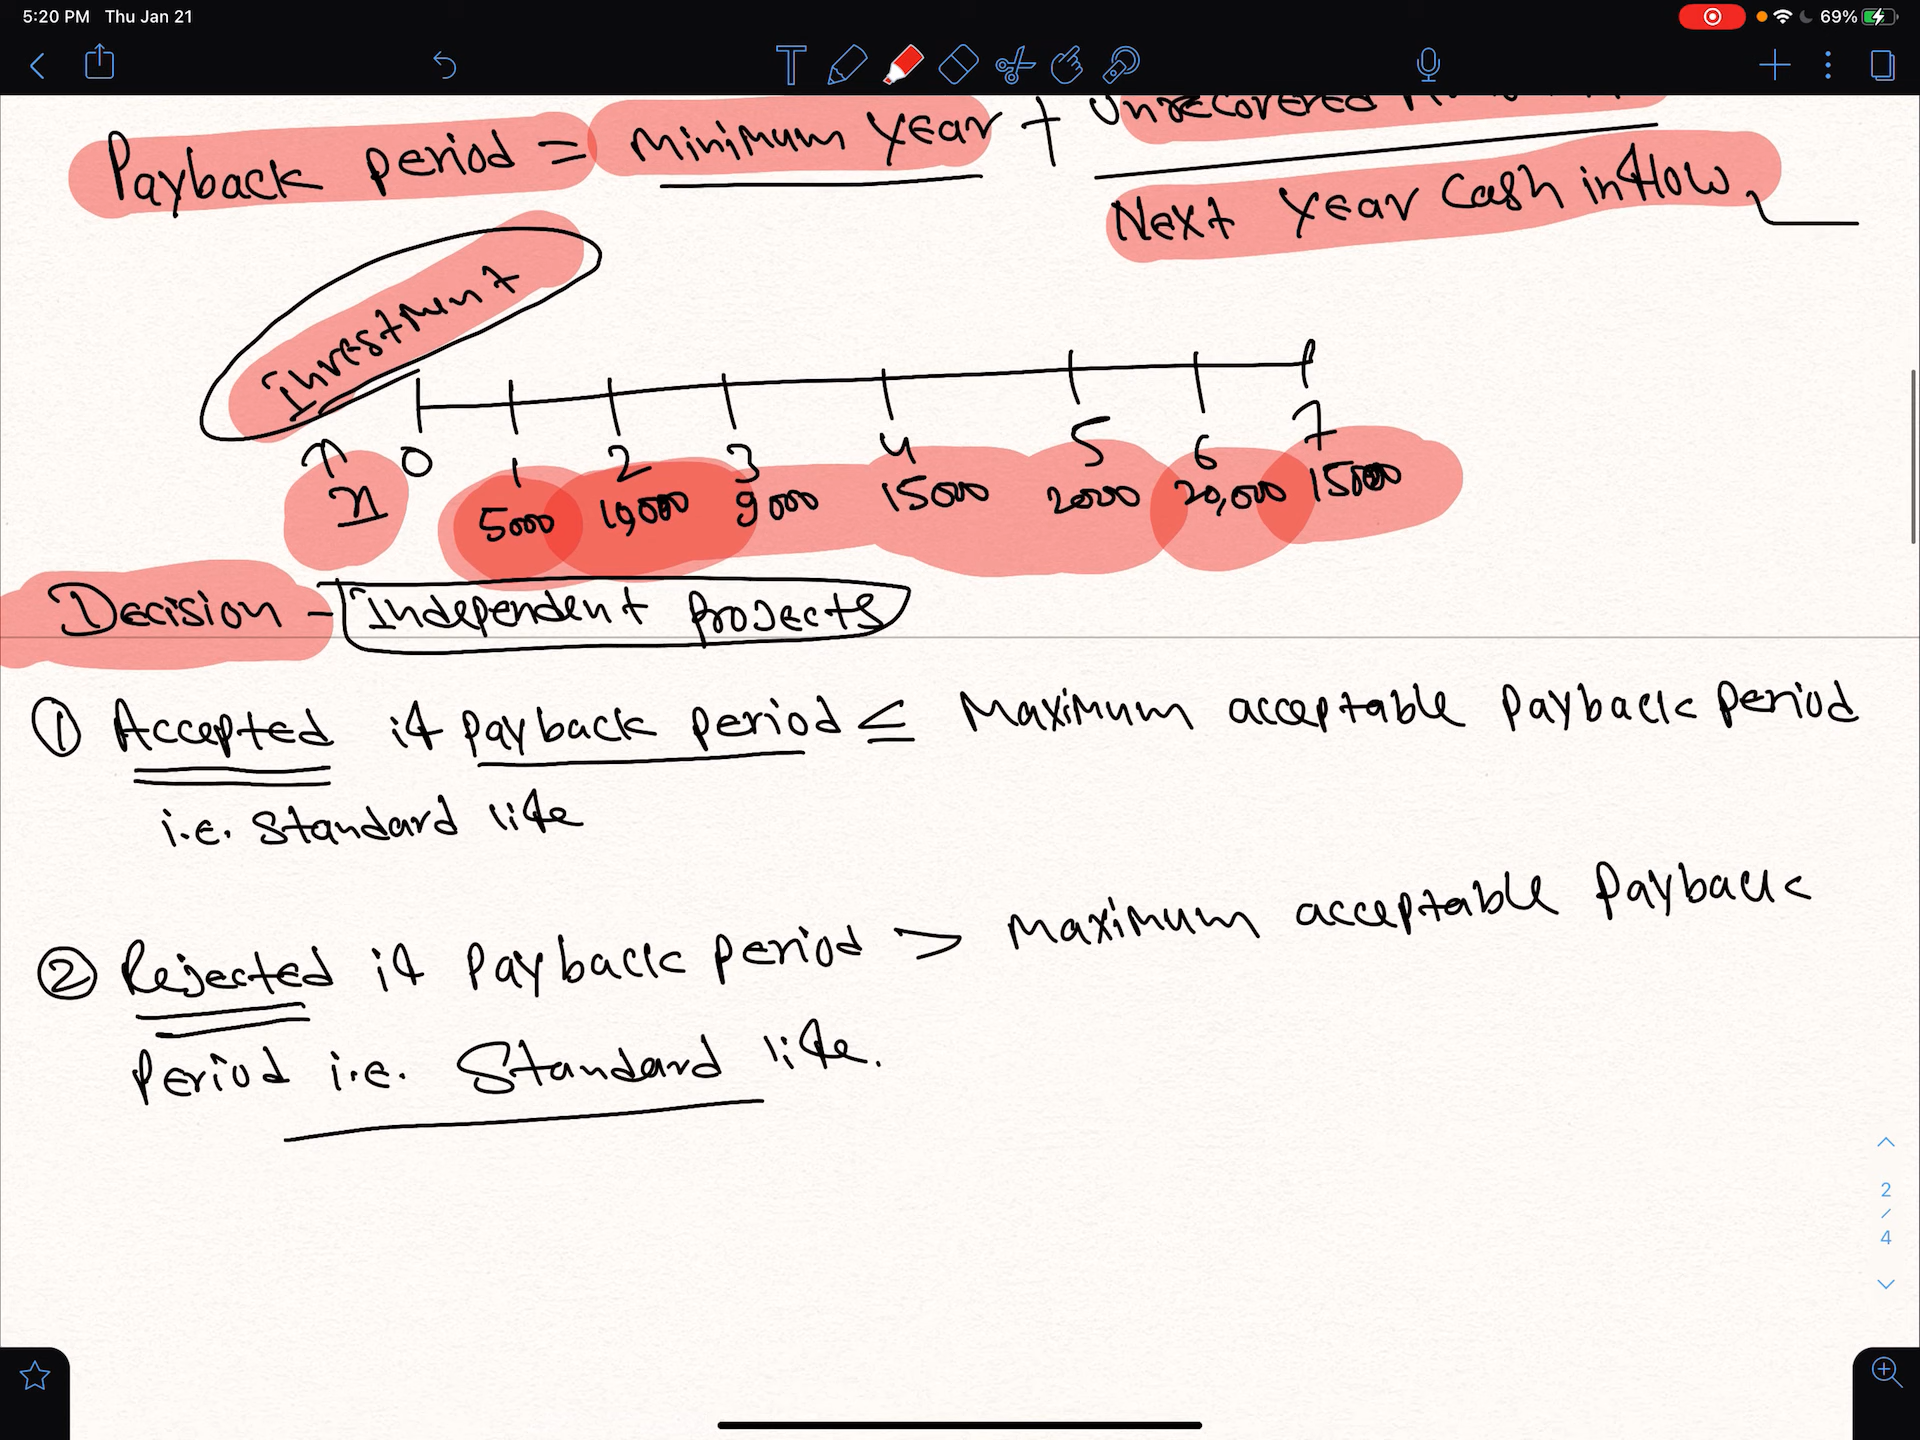 5:20 PM Thu Jan 21
69%
Payback period = Minimum Year + Unrecovered
Next Year Cash inflow
Investment
0 1 2 3 4 5 6 7
n 5000 10,000 9000 15000 2000 20,000 15000
Decision - Independent projects
① Accepted if payback period ≤ Maximum acceptable Payback Period
i.e. Standard life
② Rejected if Payback period > Maximum acceptable Payback
Period i.e. Standard life.
2
/
4